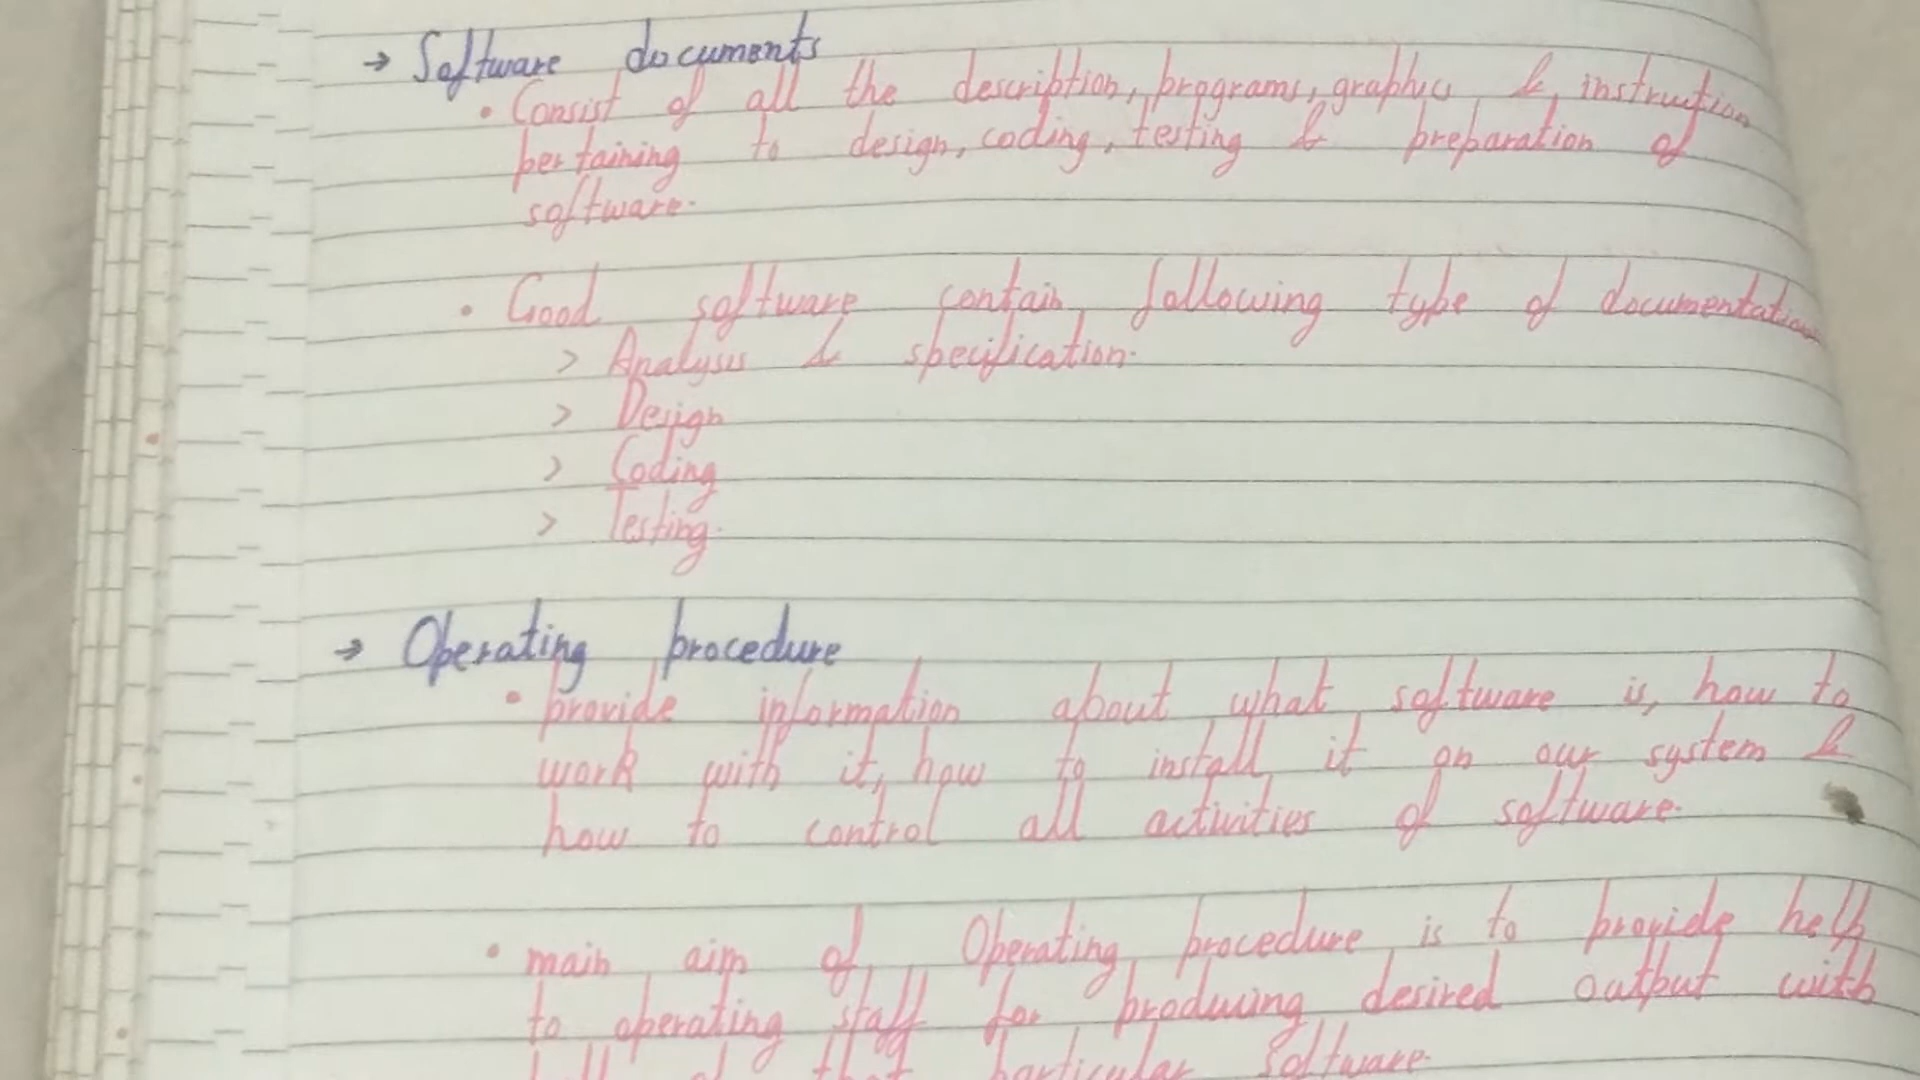 → Software documents
• Consist of all the description, programs, graphics & instruction
pertaining to design, coding, testing & preparation of
software.
• Good software contain following type of documentation
> Analysis & specification.
> Design
> Coding
> Testing.
→ Operating procedure
• provide information about what software is, how to
work with it, how to install it on our system &
how to control all activities of software.
• main aim of Operating procedure is to provide help
to operating staff for producing desired output with
help of that particular software.